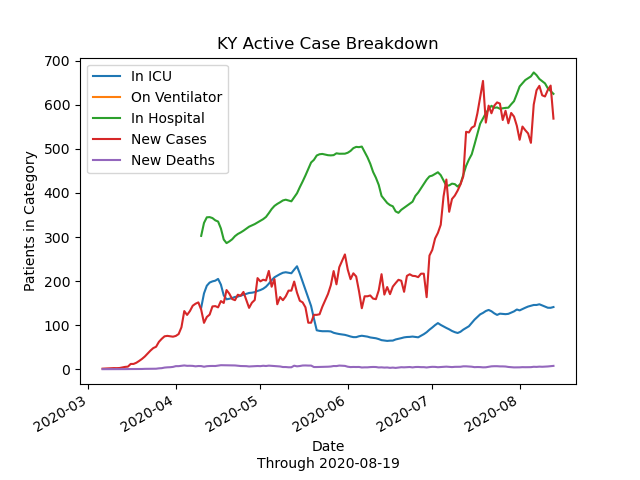 KY Active Case Breakdown
In ICU
On Ventilator
In Hospital
New Cases
New Deaths
Patients in Category
700
600
500
400
300
200
100
0
2020-03
2020-04
2020-05
2020-06
2020-07
2020-08
Date
Through 2020-08-19